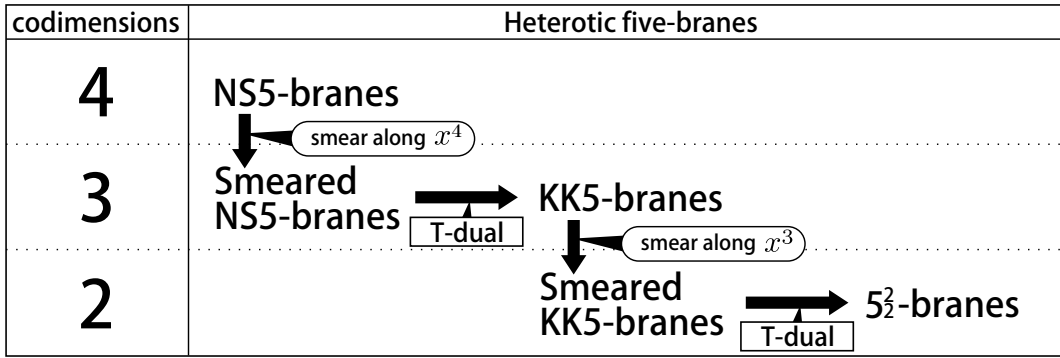 codimensions Heterotic five-branes
4 NS5-branes
smear along $x^4$
3 Smeared
NS5-branes KK5-branes
T-dual
smear along $x^3$
2 Smeared
KK5-branes $5^2_2$-branes
T-dual